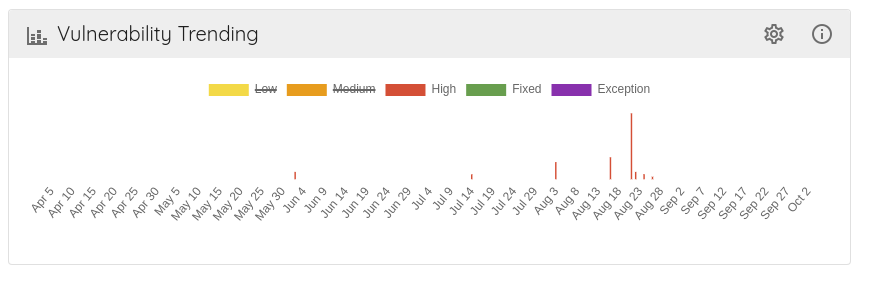 Vulnerability Trending
Low Medium High Fixed Exception
Apr 5 Apr 10 Apr 15 Apr 20 Apr 25 Apr 30 May 5 May 10 May 15 May 20 May 25 May 30 Jun 4 Jun 9 Jun 14 Jun 19 Jun 24 Jun 29 Jul 4 Jul 9 Jul 14 Jul 19 Jul 24 Jul 29 Aug 3 Aug 8 Aug 13 Aug 18 Aug 23 Aug 28 Sep 2 Sep 7 Sep 12 Sep 17 Sep 22 Sep 27 Oct 2